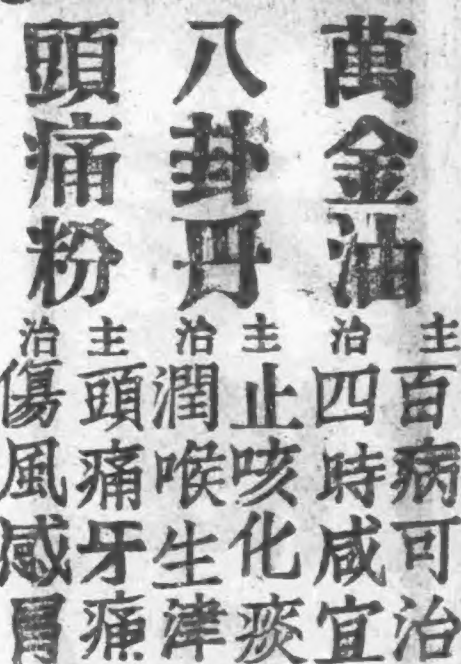 萬金油
主治
百病可治
四時咸宜
八卦丹
主治
止咳化痰
潤喉生津
頭痛粉
主治
頭痛牙痛
傷風感冒